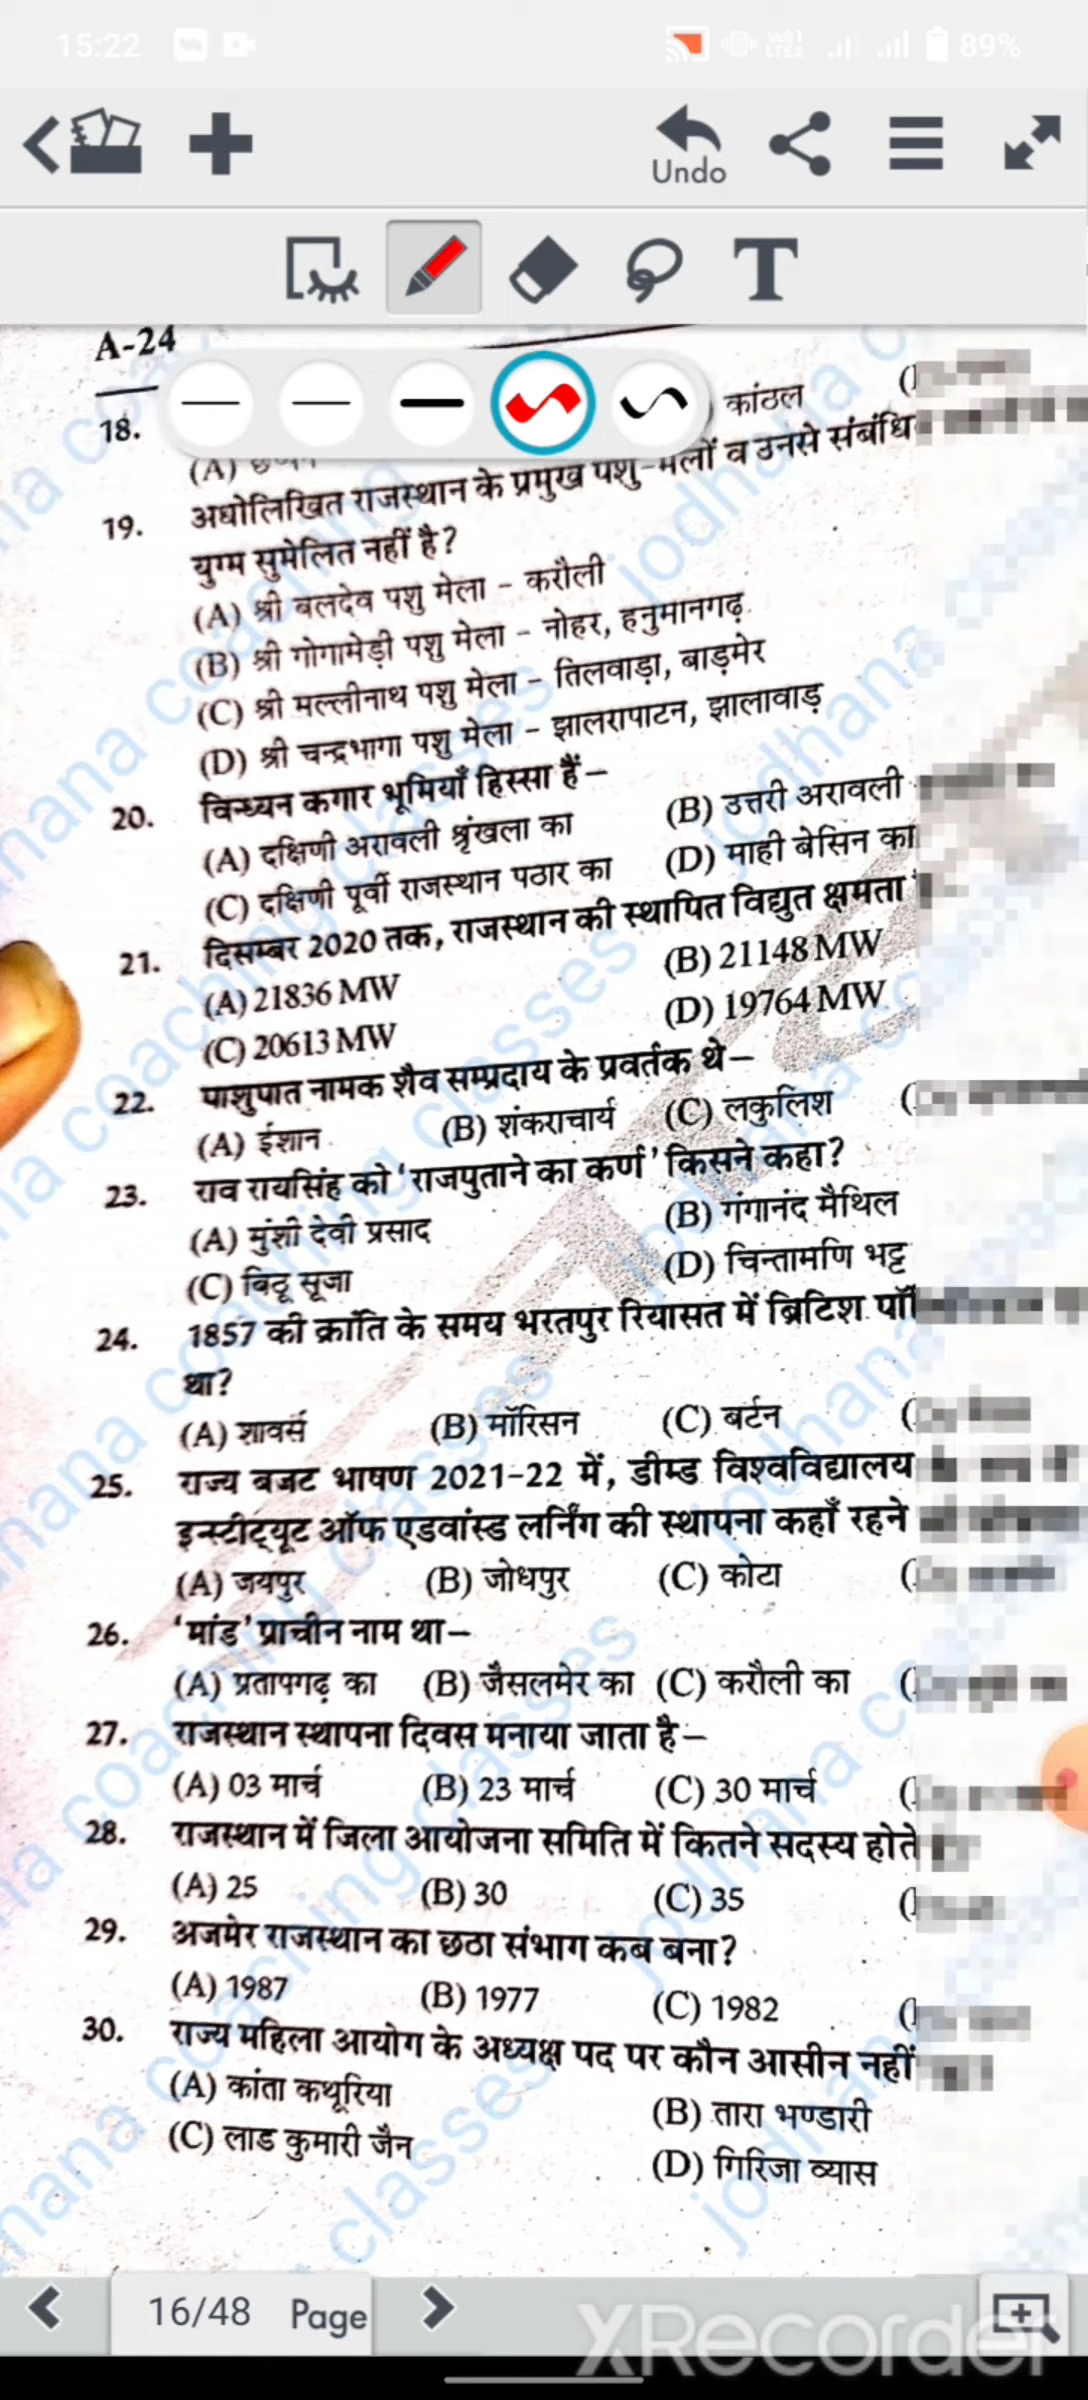 15:22
89%
Undo
T
A-24
18.
कांठल
(A)
19. अधोलिखित राजस्थान के प्रमुख पशु-मेलों व उनसे संबंधि
युग्म सुमेलित नहीं है?
(A) श्री बलदेव पशु मेला - करौली
(B) श्री गोगामेड़ी पशु मेला - नोहर, हनुमानगढ़
(C) श्री मल्लीनाथ पशु मेला - तिलवाड़ा, बाड़मेर
(D) श्री चन्द्रभागा पशु मेला - झालरापाटन, झालावाड़
20. विन्ध्यन कगार भूमियाँ हिस्सा हैं–
(A) दक्षिणी अरावली श्रृंखला का (B) उत्तरी अरावली
(C) दक्षिणी पूर्वी राजस्थान पठार का (D) माही बेसिन का
21. दिसम्बर 2020 तक, राजस्थान की स्थापित विद्युत क्षमता
(A) 21836 MW (B) 21148 MW
(C) 20613 MW (D) 19764 MW
22. पाशुपात नामक शैव सम्प्रदाय के प्रवर्तक थे–
(A) ईशान (B) शंकराचार्य (C) लकुलिश
23. राव रायसिंह को 'राजपुताने का कर्ण' किसने कहा?
(A) मुंशी देवी प्रसाद (B) गंगानंद मैथिल
(C) बिठू सूजा (D) चिन्तामणि भट्ट
24. 1857 की क्रांति के समय भरतपुर रियासत में ब्रिटिश पॉ
था?
(A) शावर्स (B) मॉरिसन (C) बर्टन
25. राज्य बजट भाषण 2021-22 में, डीम्ड विश्वविद्यालय
इन्स्टीट्यूट ऑफ एडवांस्ड लर्निंग की स्थापना कहाँ रहने
(A) जयपुर (B) जोधपुर (C) कोटा
26. 'मांड' प्राचीन नाम था–
(A) प्रतापगढ़ का (B) जैसलमेर का (C) करौली का
27. राजस्थान स्थापना दिवस मनाया जाता है–
(A) 03 मार्च (B) 23 मार्च (C) 30 मार्च
28. राजस्थान में जिला आयोजना समिति में कितने सदस्य होते
(A) 25 (B) 30 (C) 35
29. अजमेर राजस्थान का छठा संभाग कब बना?
(A) 1987 (B) 1977 (C) 1982
30. राज्य महिला आयोग के अध्यक्ष पद पर कौन आसीन नहीं
(A) कांता कथूरिया (B) तारा भण्डारी
(C) लाड कुमारी जैन (D) गिरिजा व्यास
jodhana coaching classes
16/48 Page
XRecorder